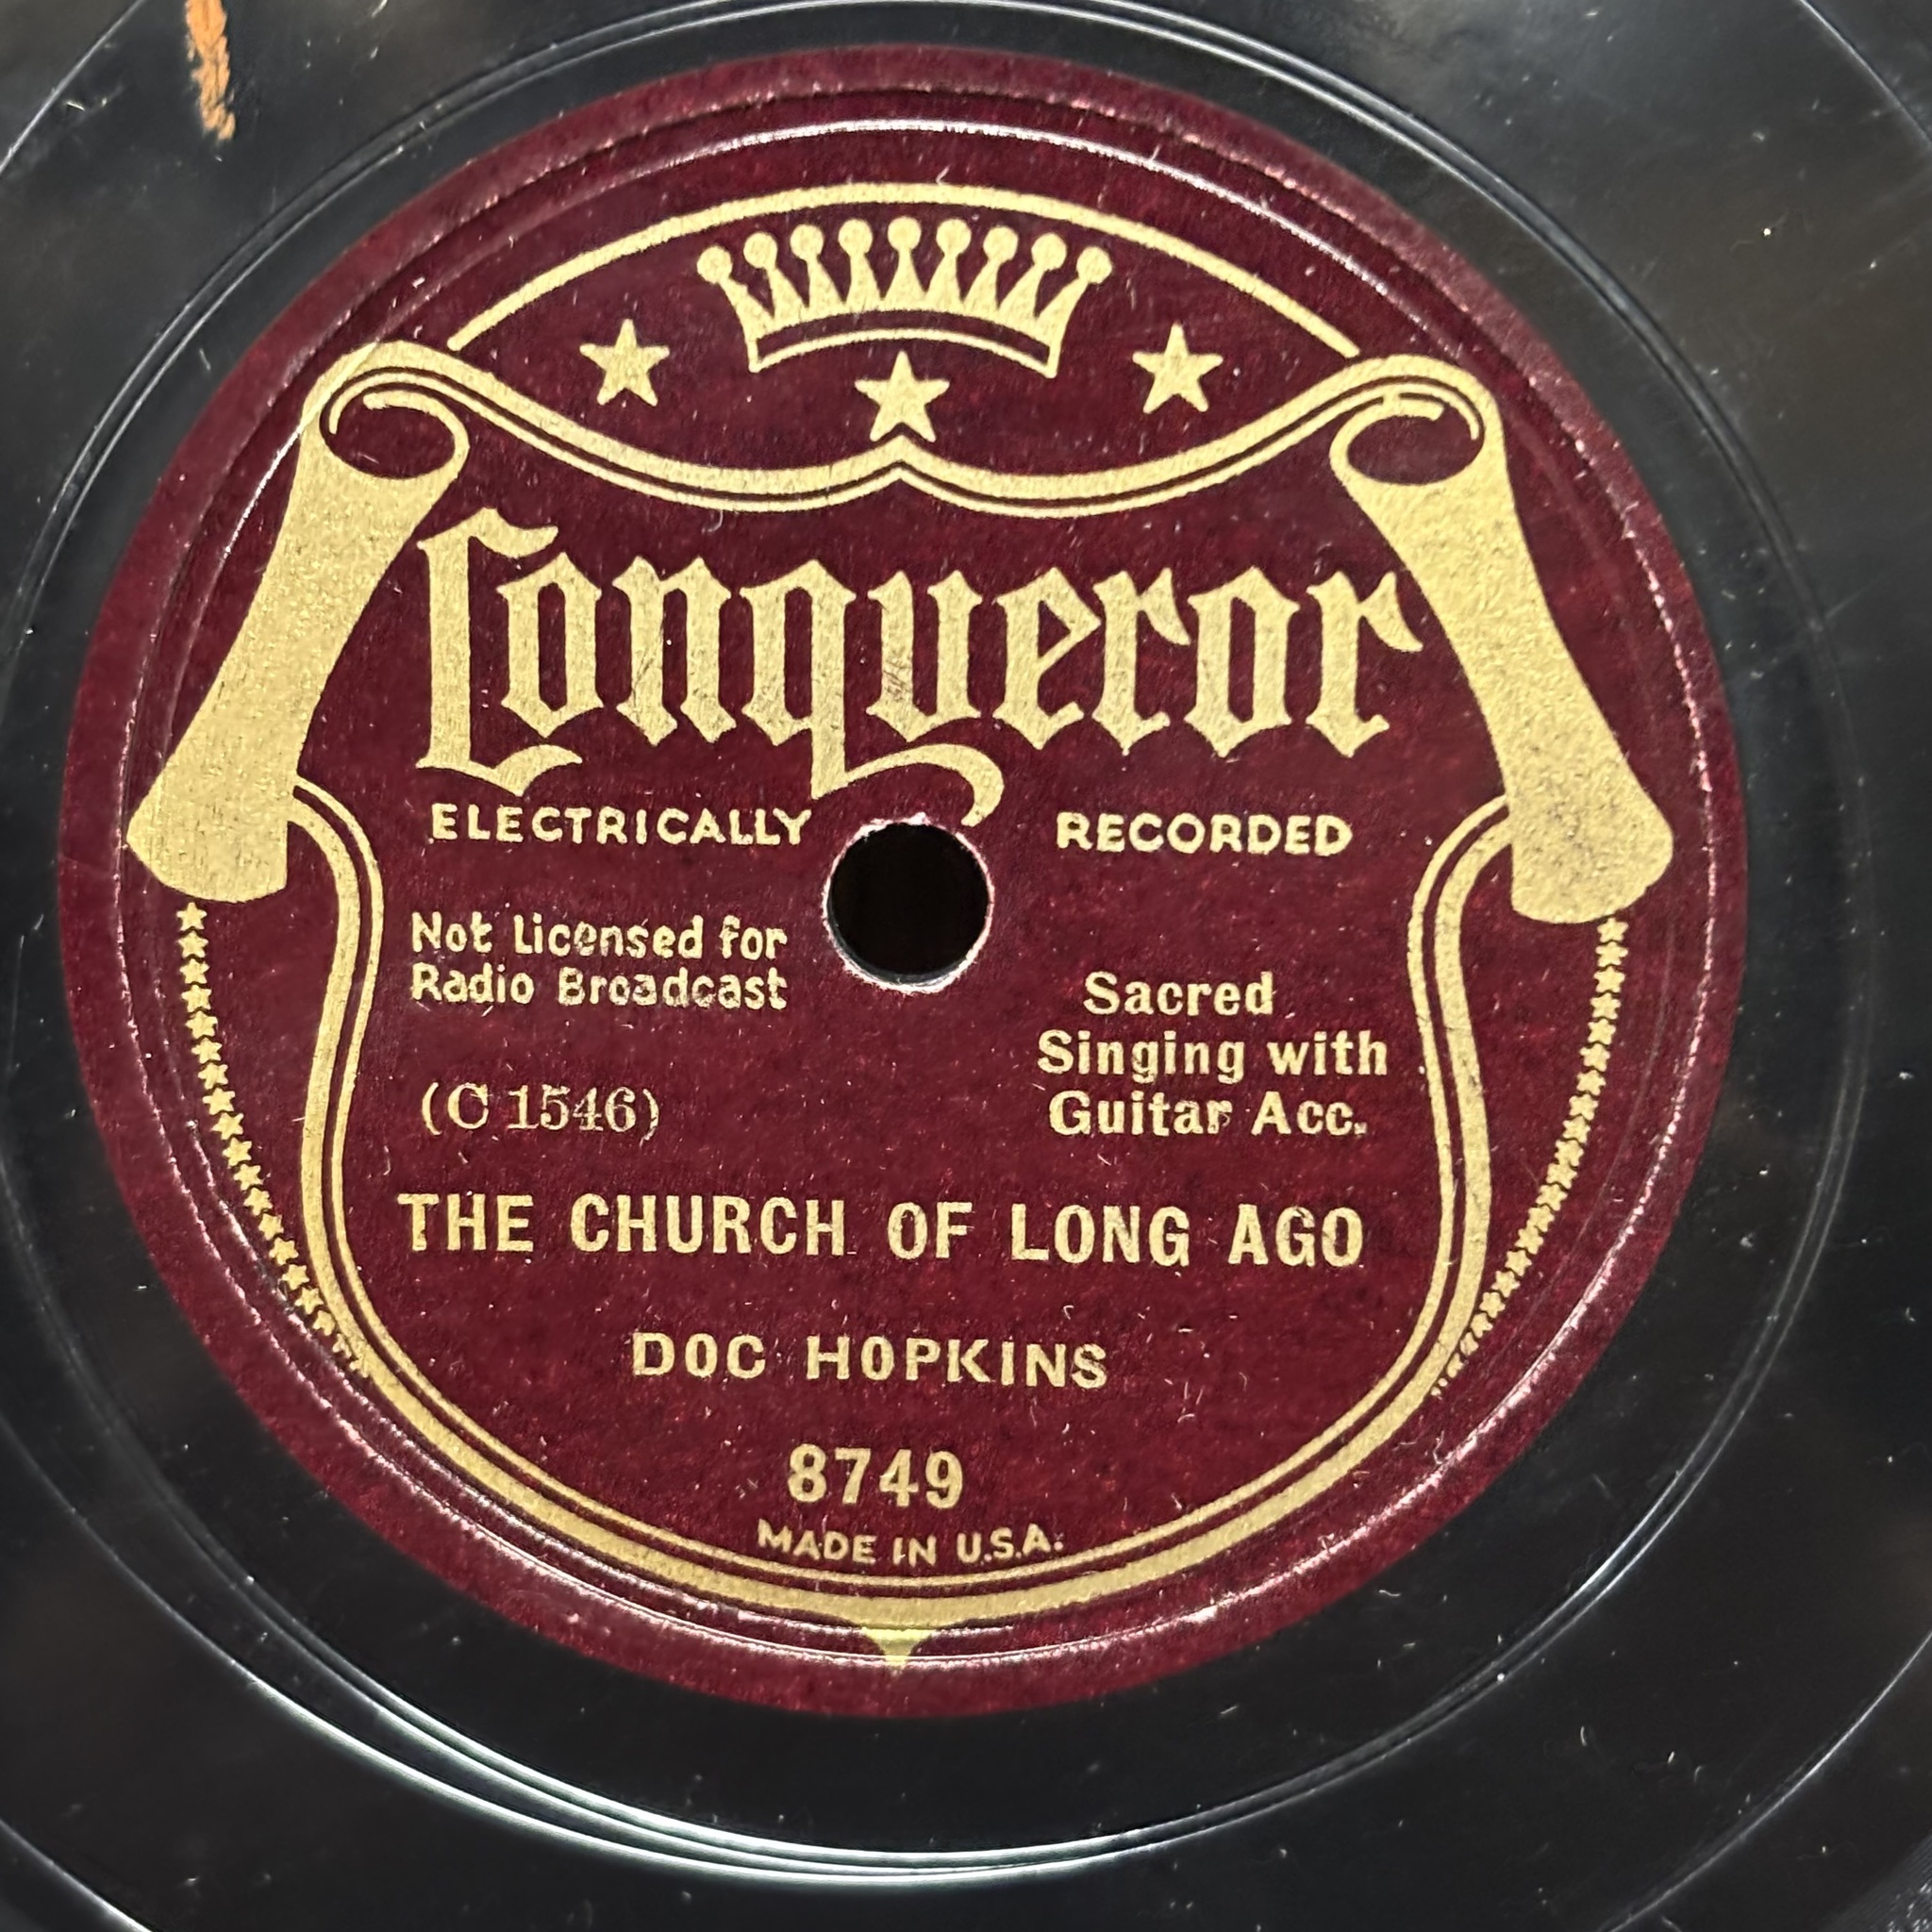 Conqueror
ELECTRICALLY RECORDED
Not Licensed for
Radio Broadcast
Sacred
Singing with
Guitar Acc.
(C 1546)
THE CHURCH OF LONG AGO
DOC HOPKINS
8749
MADE IN U.S.A.